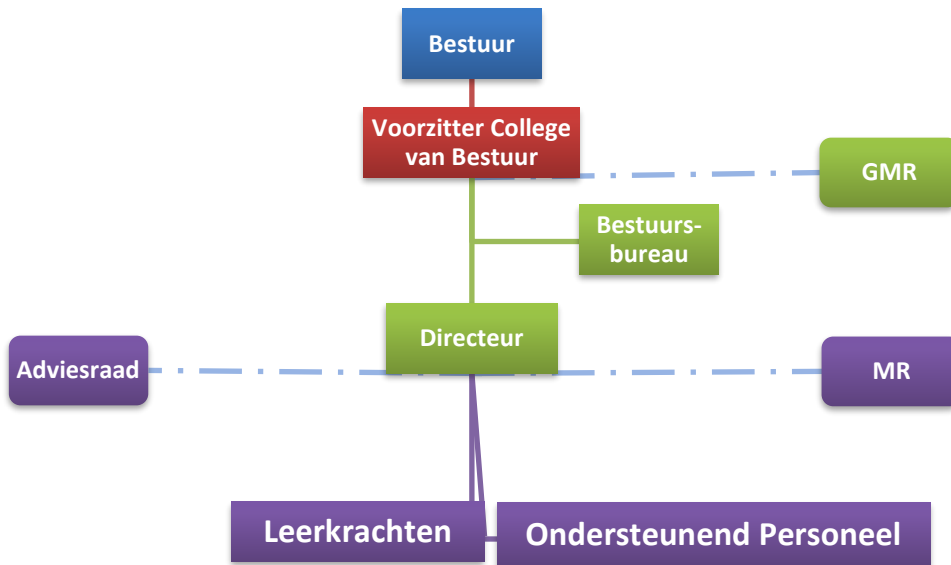 Bestuur
Voorzitter College
van Bestuur
GMR
Bestuurs-
bureau
Directeur
Adviesraad
MR
Leerkrachten
Ondersteunend Personeel